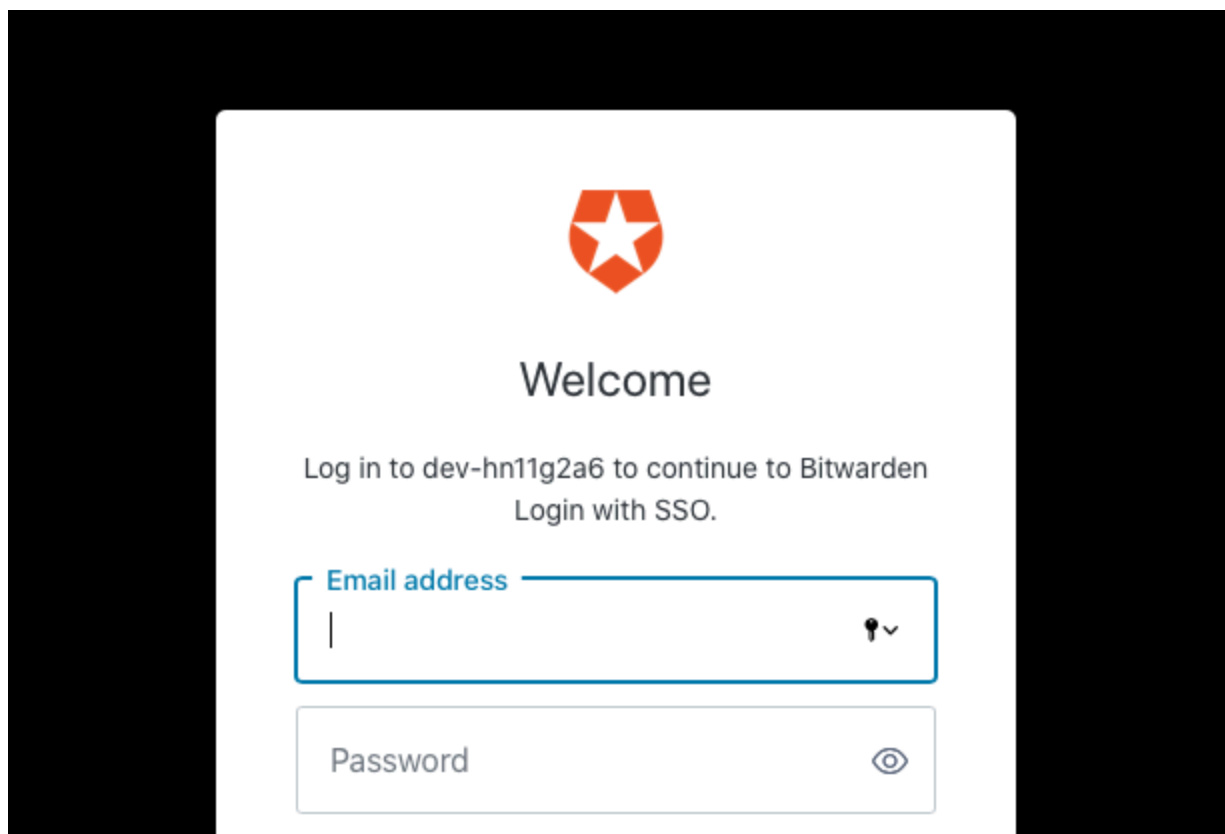 Welcome
Log in to dev-hn11g2a6 to continue to Bitwarden
Login with SSO.
Email address
Password